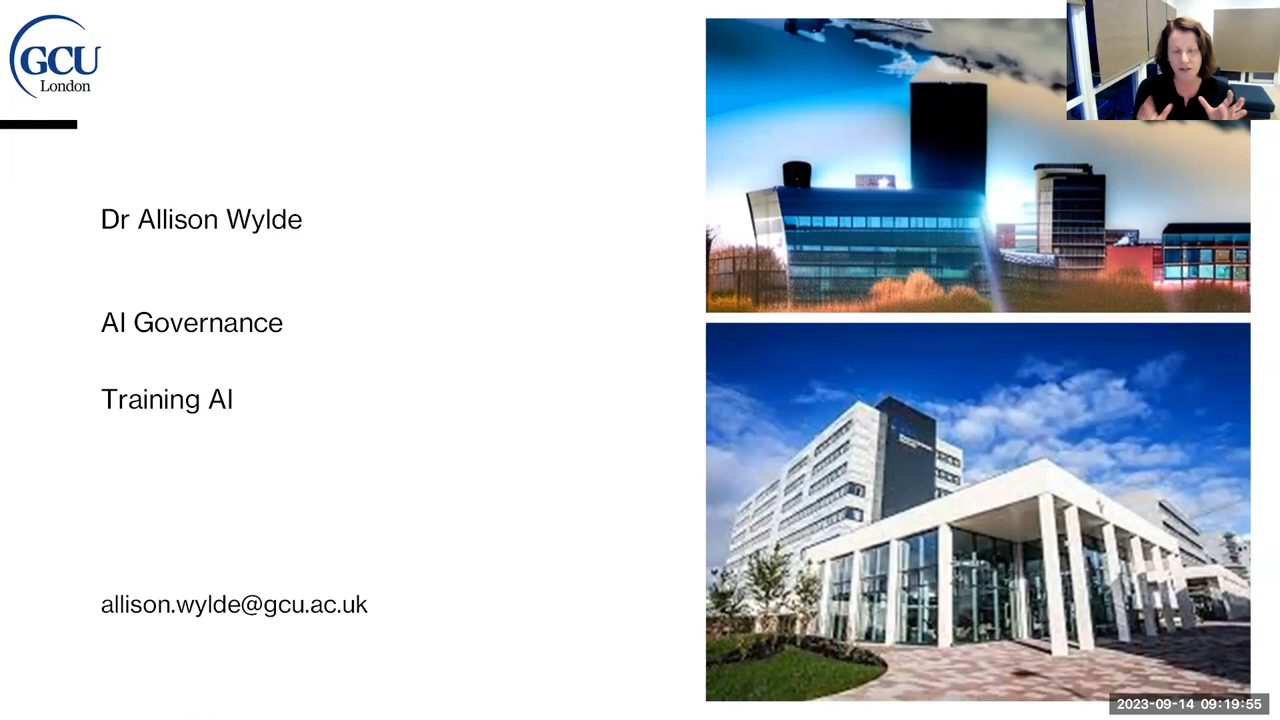 GCU
London
Dr Allison Wylde
AI Governance
Training AI
allison.wylde@gcu.ac.uk
2023-09-14 09:19:55